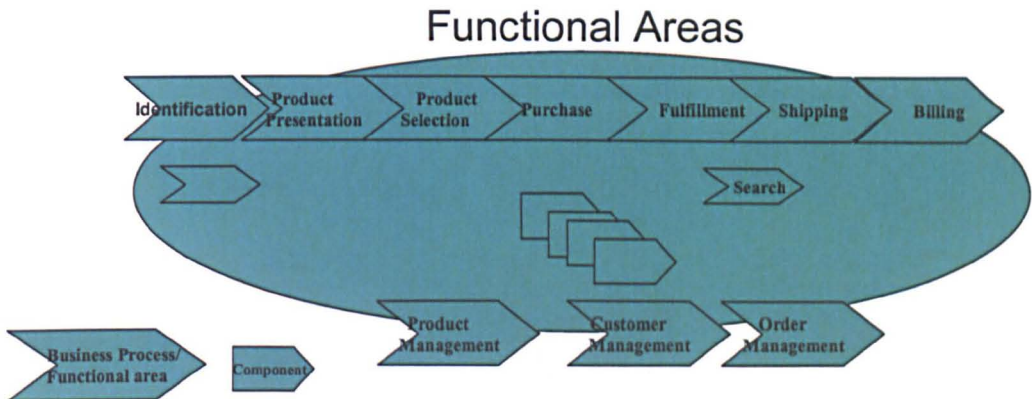 Functional Areas
Identification
Product
Presentation
Product
Selection
Purchase
Fulfillment
Shipping
Billing
Search
Product
Management
Customer
Management
Order
Management
Business Process/
Functional area
Component